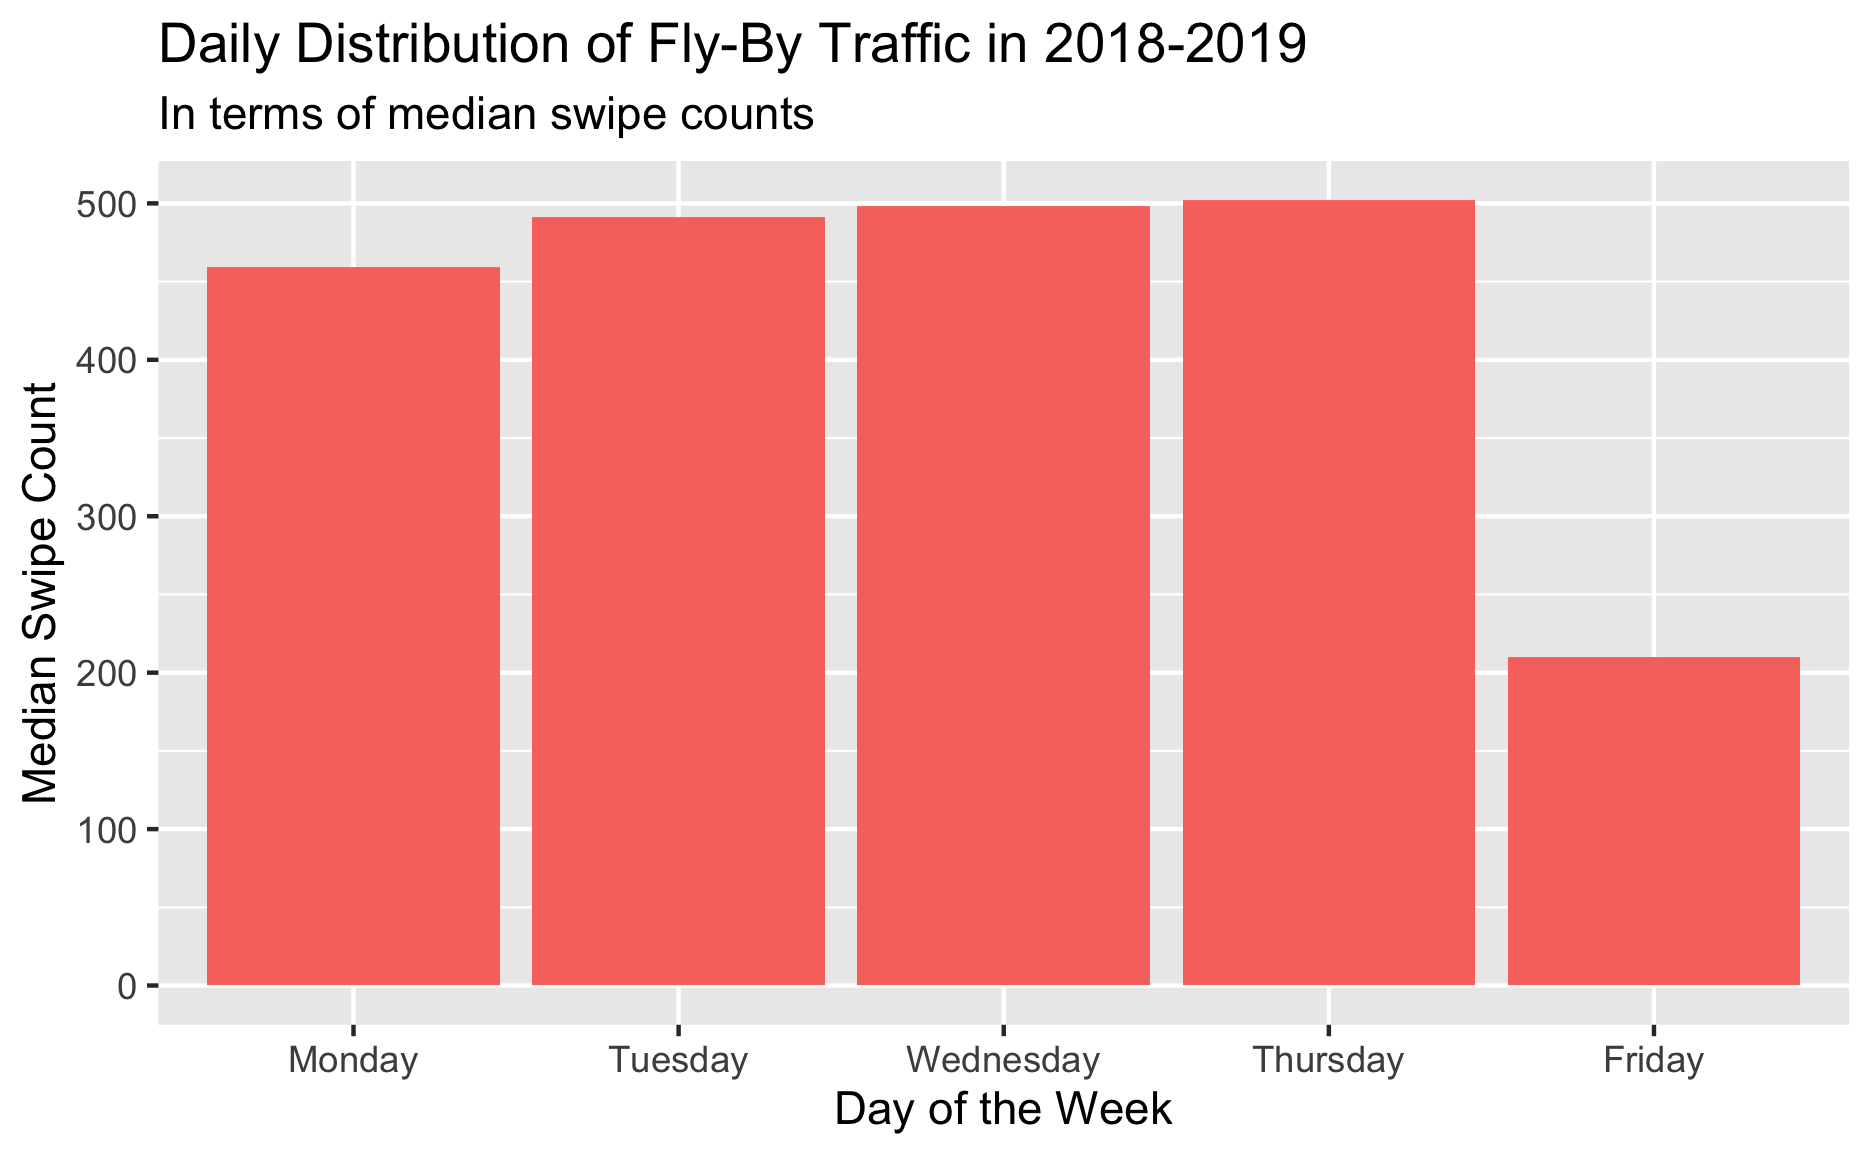 Daily Distribution of Fly-By Traffic in 2018-2019
In terms of median swipe counts
Median Swipe Count
500
400
300
200
100
0
Monday Tuesday Wednesday Thursday Friday
Day of the Week